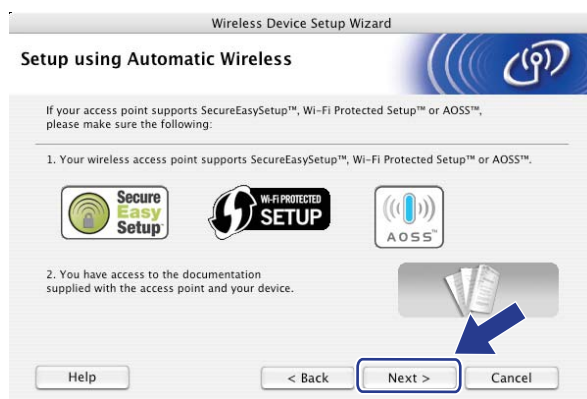 Wireless Device Setup Wizard
Setup using Automatic Wireless
If your access point supports SecureEasySetup™, Wi-Fi Protected Setup™ or AOSS™,
please make sure the following:
1. Your wireless access point supports SecureEasySetup™, Wi-Fi Protected Setup™ or AOSS™.
Secure
Easy
Setup™
WI-FI PROTECTED
SETUP
AOSS™
2. You have access to the documentation
supplied with the access point and your device.
Help
< Back
Next >
Cancel